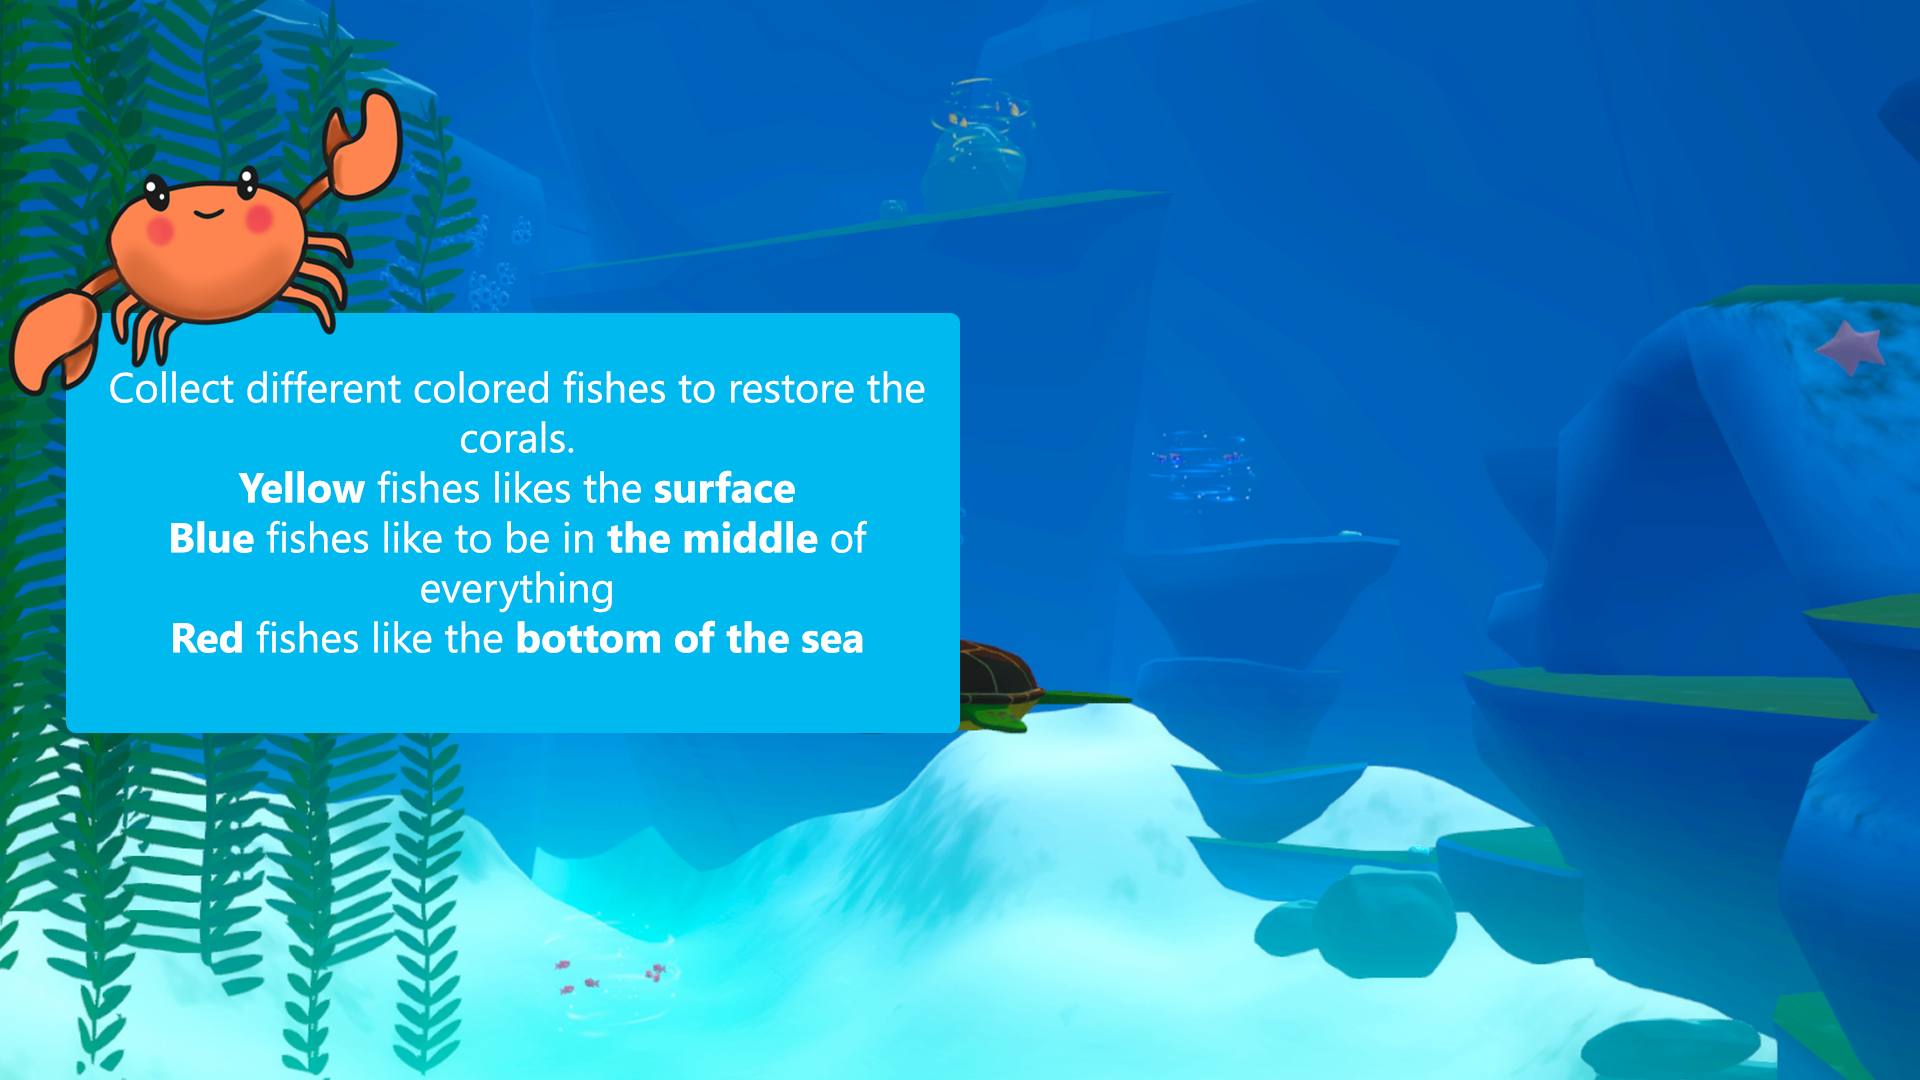 Collect different colored fishes to restore the
corals.
Yellow fishes likes the surface
Blue fishes like to be in the middle of
everything
Red fishes like the bottom of the sea